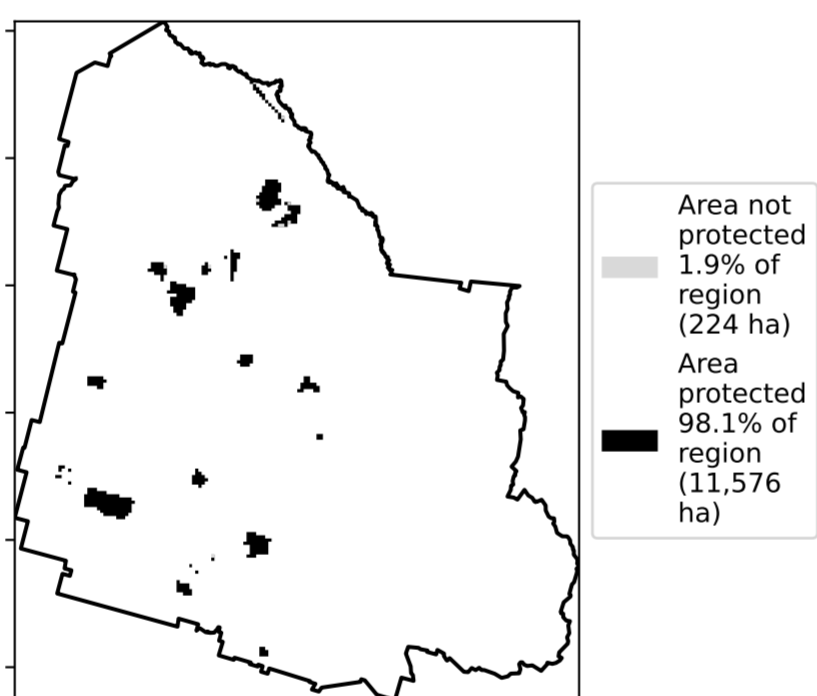 Area not
protected
1.9% of
region
(224 ha)
Area
protected
98.1% of
region
(11,576
ha)